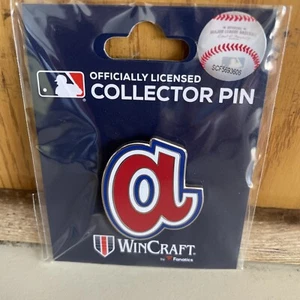 OFFICIALLY LICENSED
COLLECTOR PIN
a
WINCRAFT
by Fanatics